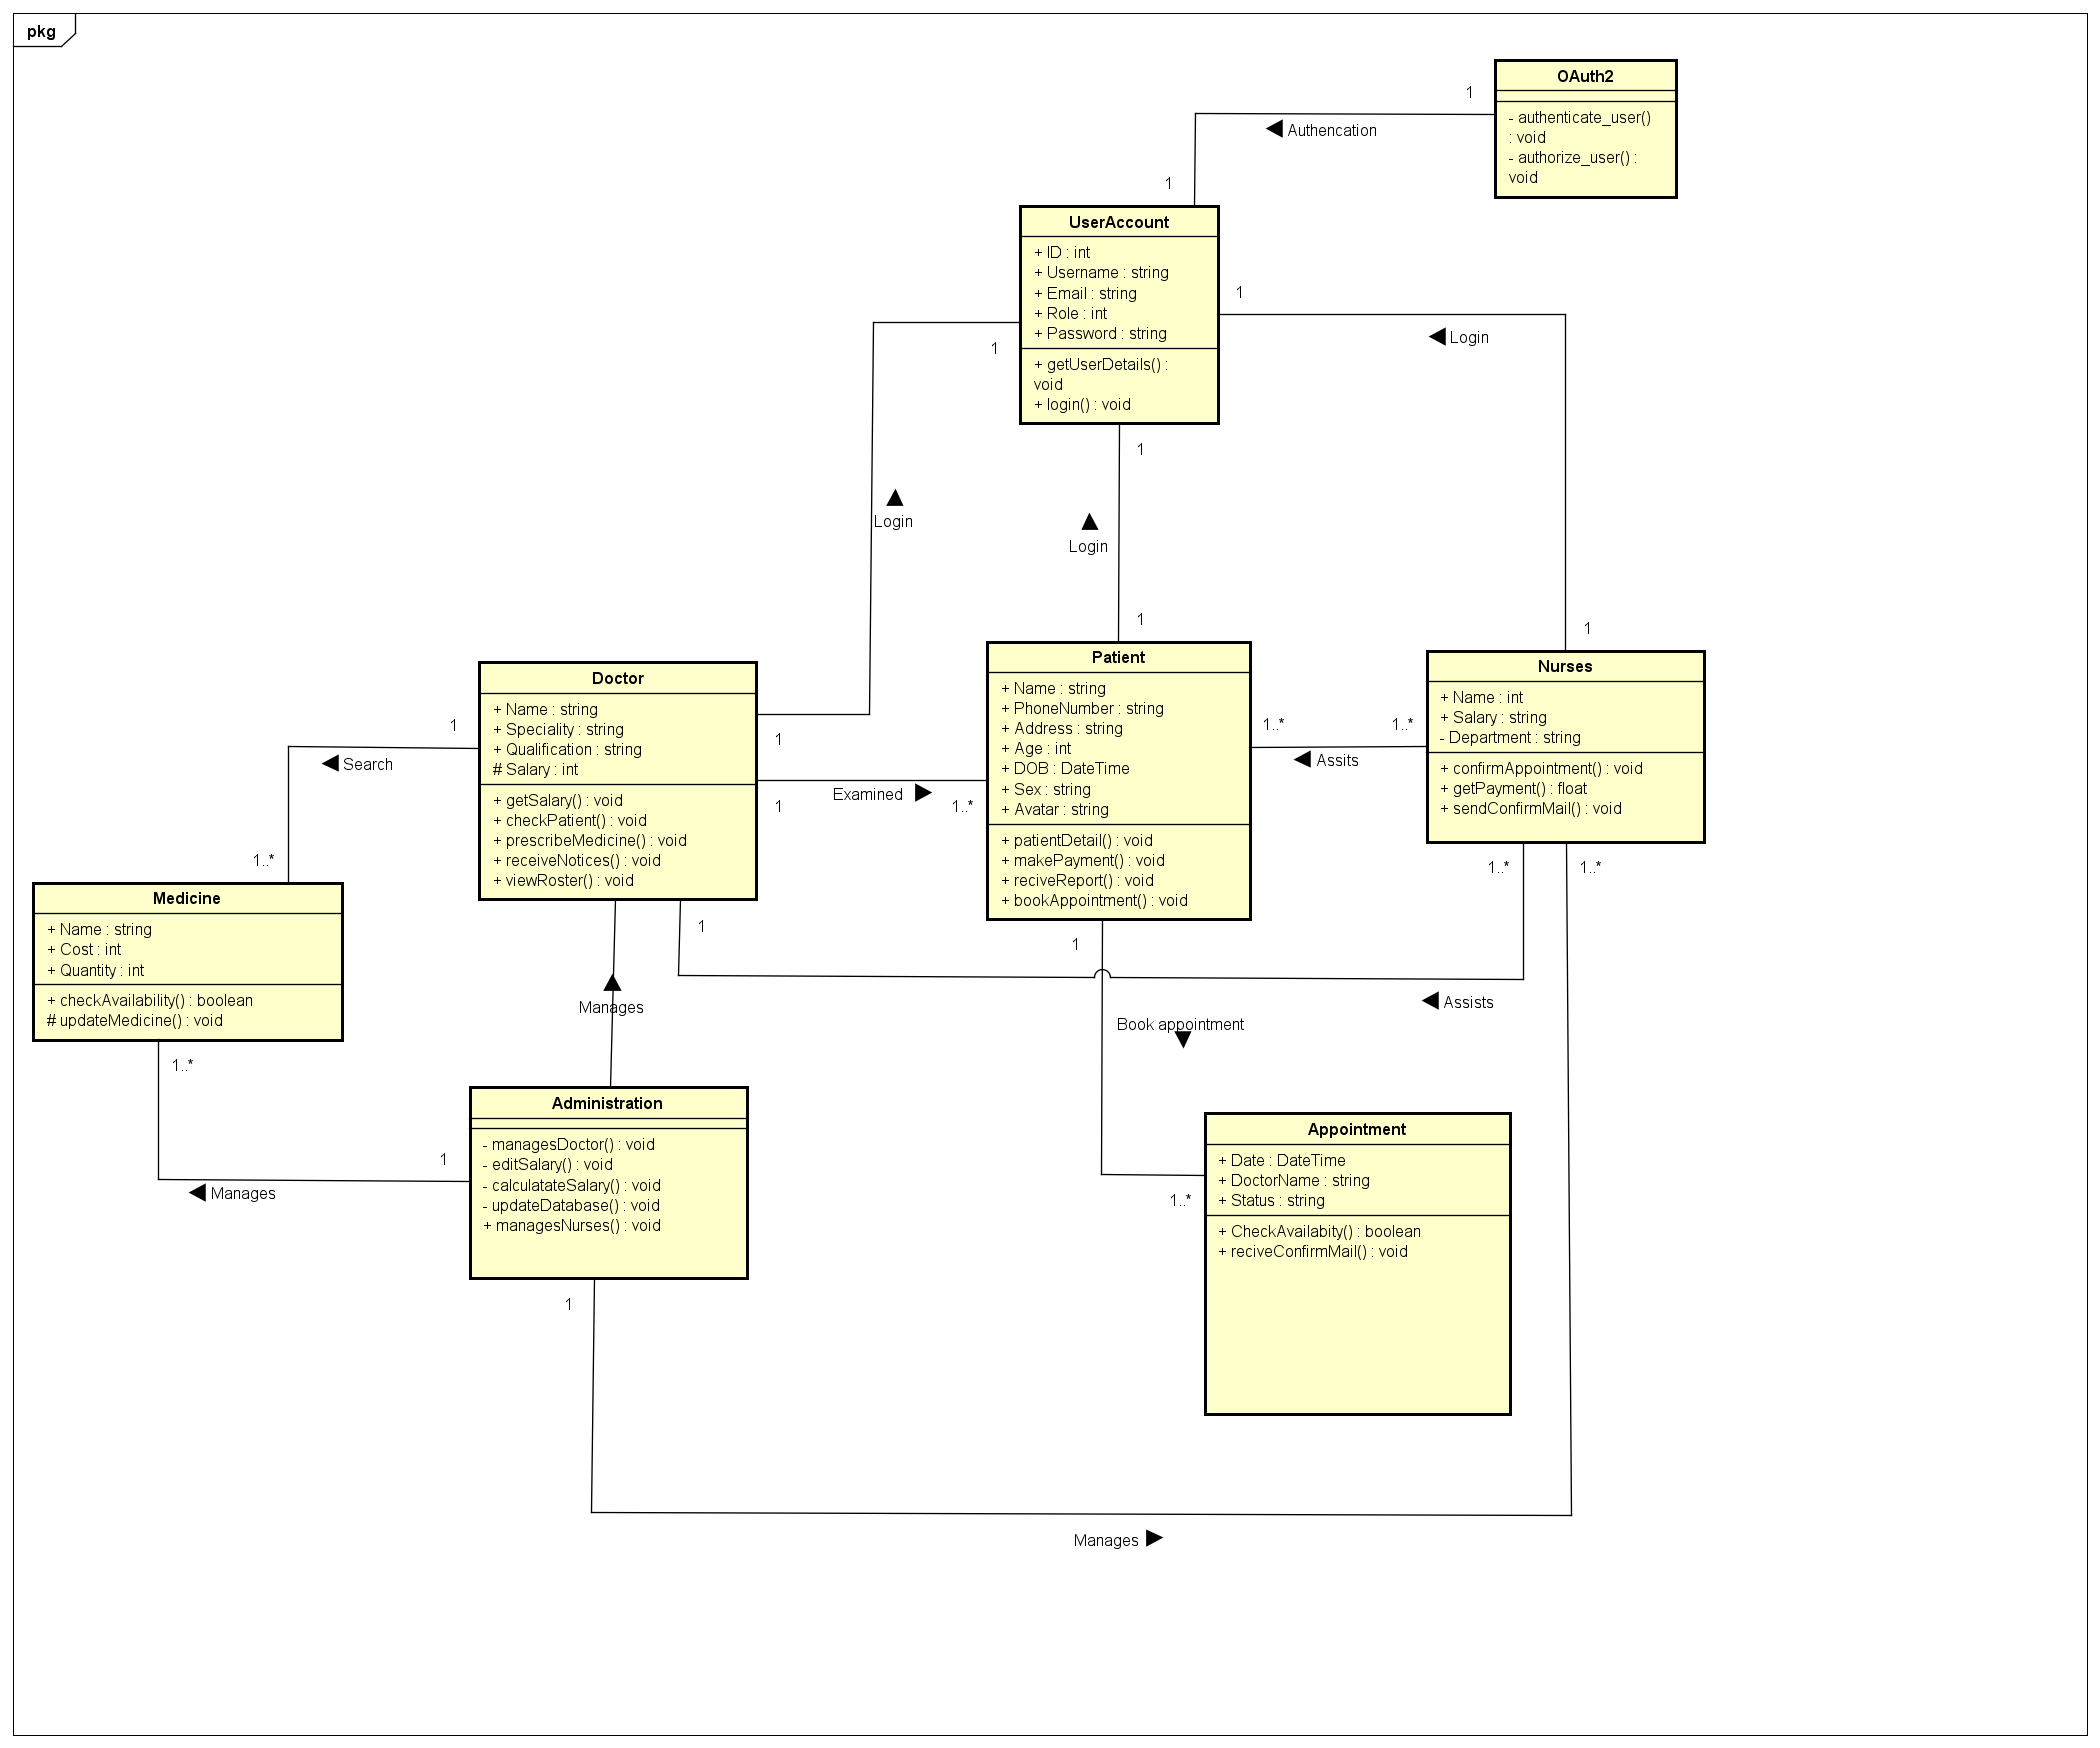 pkg
OAuth2
- authenticate_user()
: void
- authorize_user() :
void
1
Authencation
1
UserAccount
+ ID : int
+ Username : string
+ Email : string
+ Role : int
+ Password : string
+ getUserDetails() :
void
+ login() : void
1
Login
1
1
Login
1
Login
1
1
Doctor
+ Name : string
+ Speciality : string
+ Qualification : string
# Salary : int
+ getSalary() : void
+ checkPatient() : void
+ prescribeMedicine() : void
+ receiveNotices() : void
+ viewRoster() : void
1
1
Examined
1..*
Patient
+ Name : string
+ PhoneNumber : string
+ Address : string
+ Age : int
+ DOB : DateTime
+ Sex : string
+ Avatar : string
+ patientDetail() : void
+ makePayment() : void
+ reciveReport() : void
+ bookAppointment() : void
1..*
1..*
Assits
Nurses
+ Name : int
+ Salary : string
- Department : string
+ confirmAppointment() : void
+ getPayment() : float
+ sendConfirmMail() : void
1
Search
1..*
Medicine
+ Name : string
+ Cost : int
+ Quantity : int
+ checkAvailability() : boolean
# updateMedicine() : void
1..*
1..*
1
1
Assists
Manages
Book appointment
1..*
1
Manages
Administration
- managesDoctor() : void
- editSalary() : void
- calculatateSalary() : void
- updateDatabase() : void
+ managesNurses() : void
1..*
Appointment
+ Date : DateTime
+ DoctorName : string
+ Status : string
+ CheckAvailabity() : boolean
+ reciveConfirmMail() : void
1
Manages